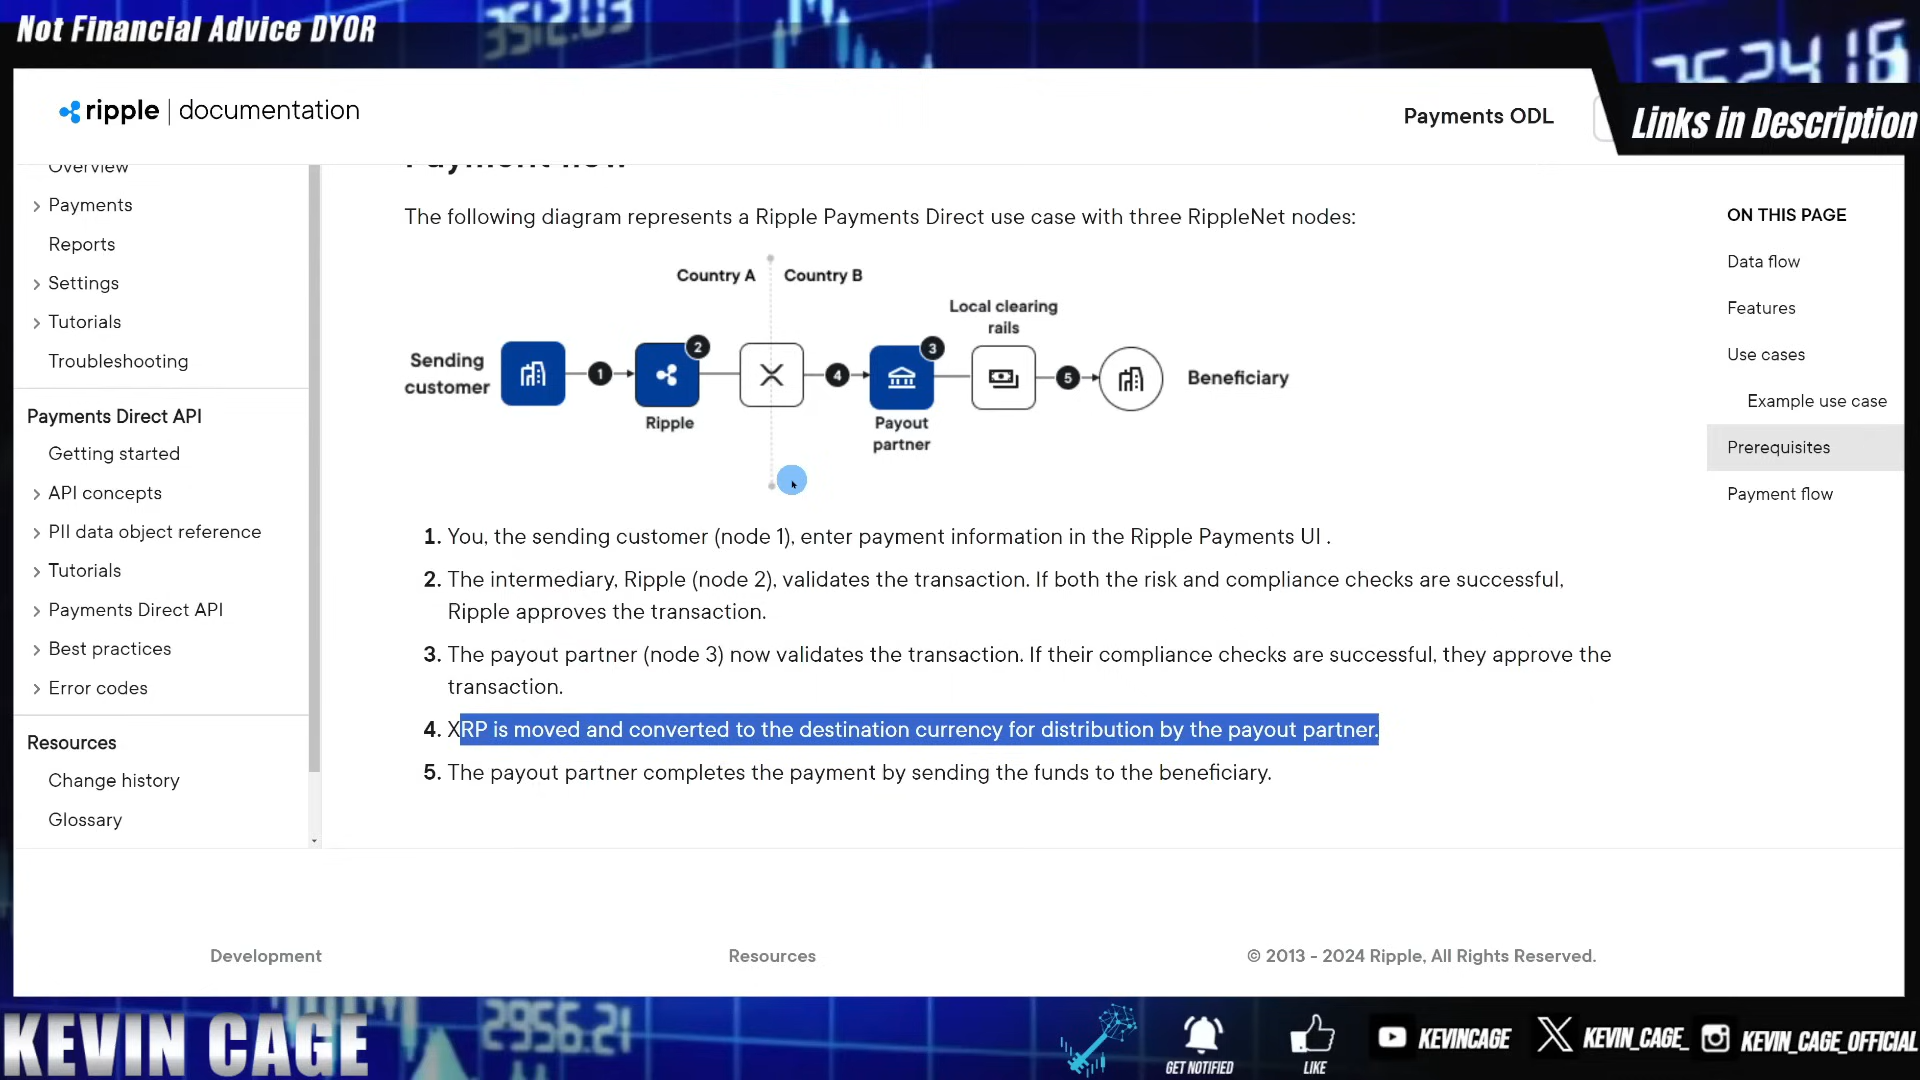 Not Financial Advice DYOR
ripple | documentation
Payments ODL
Links in Description
Overview
Payments
Reports
Settings
Tutorials
Troubleshooting
Payments Direct API
Getting started
API concepts
PII data object reference
Tutorials
Payments Direct API
Best practices
Error codes
Resources
Change history
Glossary
Payment flow
The following diagram represents a Ripple Payments Direct use case with three RippleNet nodes:
Country A
Country B
Local clearing
rails
Sending
customer
1
2
4
3
5
Beneficiary
Ripple
Payout
partner
1. You, the sending customer (node 1), enter payment information in the Ripple Payments UI .
2. The intermediary, Ripple (node 2), validates the transaction. If both the risk and compliance checks are successful,
Ripple approves the transaction.
3. The payout partner (node 3) now validates the transaction. If their compliance checks are successful, they approve the
transaction.
4. XRP is moved and converted to the destination currency for distribution by the payout partner.
5. The payout partner completes the payment by sending the funds to the beneficiary.
ON THIS PAGE
Data flow
Features
Use cases
Example use case
Prerequisites
Payment flow
Development
Resources
© 2013 - 2024 Ripple, All Rights Reserved.
2956.21
KEVIN CAGE
GET NOTIFIED
LIKE
KEVINCAGE
KEVIN_CAGE_
KEVIN_CAGE_OFFICIAL